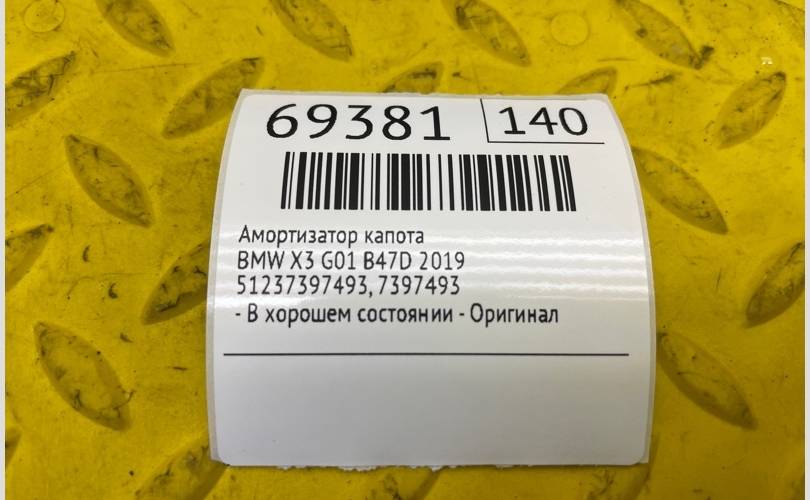 69381 140
Амортизатор капота
BMW X3 G01 B47D 2019
51237397493, 7397493
- В хорошем состоянии - Оригинал